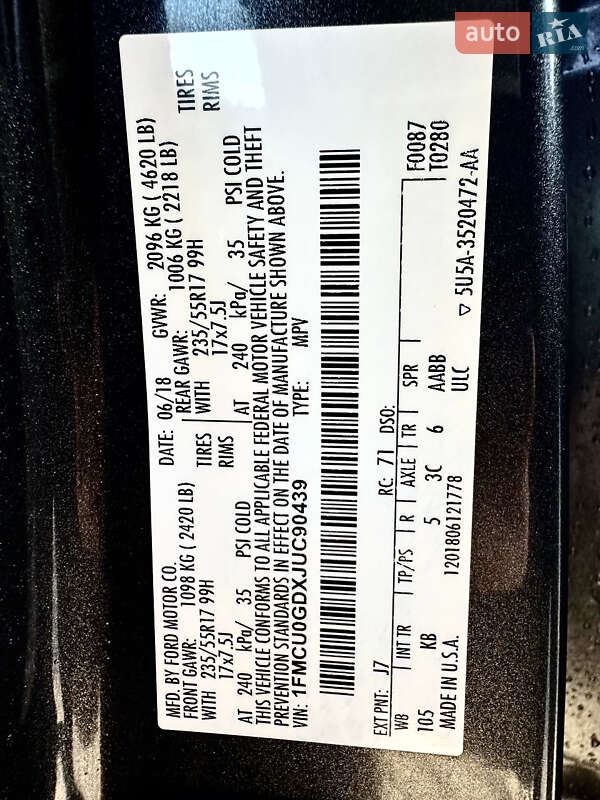 auto RIA.com
MFD. BY FORD MOTOR CO. DATE: 06/18 GVWR: 2096 KG ( 4620 LB)
FRONT GAWR: REAR GAWR:
1098 KG ( 2420 LB) 1006 KG ( 2218 LB)
WITH 235/55R17 99H TIRES WITH 235/55R17 99H TIRES
17x7.5J RIMS 17x7.5J RIMS
AT 240 kPa/ 35 PSI COLD AT 240 kPa/ 35 PSI COLD
THIS VEHICLE CONFORMS TO ALL APPLICABLE FEDERAL MOTOR VEHICLE SAFETY AND THEFT
PREVENTION STANDARDS IN EFFECT ON THE DATE OF MANUFACTURE SHOWN ABOVE.
VIN: 1FMCU0GDXJUC90439 TYPE: MPV
F0087
T0280
EXT PNT: J7 RC: 71 DSO:
WB INT TR TP/PS R AXLE TR SPR
105 KB 5 3C 6 AABB
ULC
MADE IN U.S.A. 1201806121778
▽ 5U5A-3520472-AA